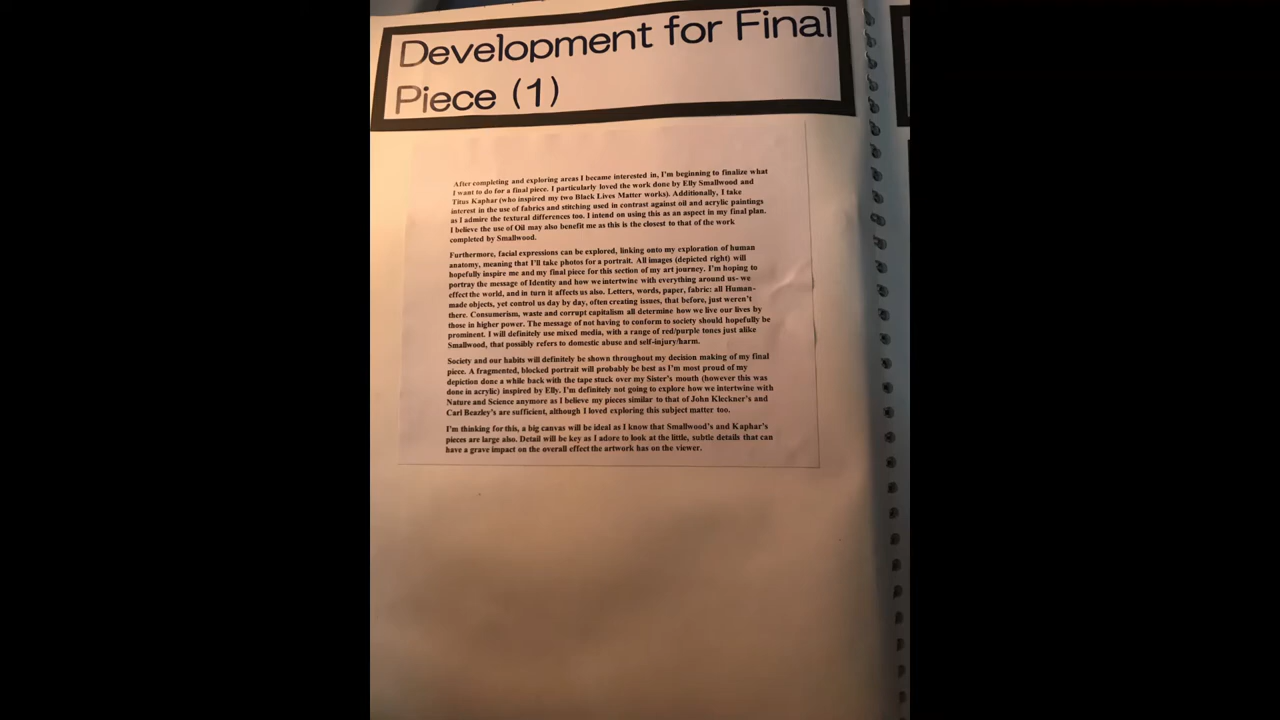 Development for Final
Piece (1)
After completing and exploring areas I became interested in, I'm beginning to finalize what
I want to do for a final piece. I particularly loved the work done by Elly Smallwood and
Titus Kaphar (who inspired my two Black Lives Matter works). Additionally, I take
interest in the use of fabrics and stitching used in contrast against oil and acrylic paintings
as I admire the textural differences too. I intend on using this as an aspect in my final plan.
I believe the use of Oil may also benefit me as this is the closest to that of the work
completed by Smallwood.
Furthermore, facial expressions can be explored, linking onto my exploration of human
anatomy, meaning that I'll take photos for a portrait. All images (depicted right) will
hopefully inspire me and my final piece for this section of my art journey. I'm hoping to
portray the message of Identity and how we intertwine with everything around us- we
effect the world, and in turn it affects us also. Letters, words, paper, fabric: all Human-
made objects, yet control us day by day, often creating issues, that before, just weren't
there. Consumerism, waste and corrupt capitalism all determine how we live our lives by
those in higher power. The message of not having to conform to society should hopefully be
prominent. I will definitely use mixed media, with a range of red/purple tones just alike
Smallwood, that possibly refers to domestic abuse and self-injury/harm.
Society and our habits will definitely be shown throughout my decision making of my final
piece. A fragmented, blocked portrait will probably be best as I'm most proud of my
depiction done a while back with the tape stuck over my Sister's mouth (however this was
done in acrylic) inspired by Elly. I'm definitely not going to explore how we intertwine with
Nature and Science anymore as I believe my pieces similar to that of John Kleckner's and
Carl Beazley's are sufficient, although I loved exploring this subject matter too.
I'm thinking for this, a big canvas will be ideal as I know that Smallwood's and Kaphar's
pieces are large also. Detail will be key as I adore to look at the little, subtle details that can
have a grave impact on the overall effect the artwork has on the viewer.